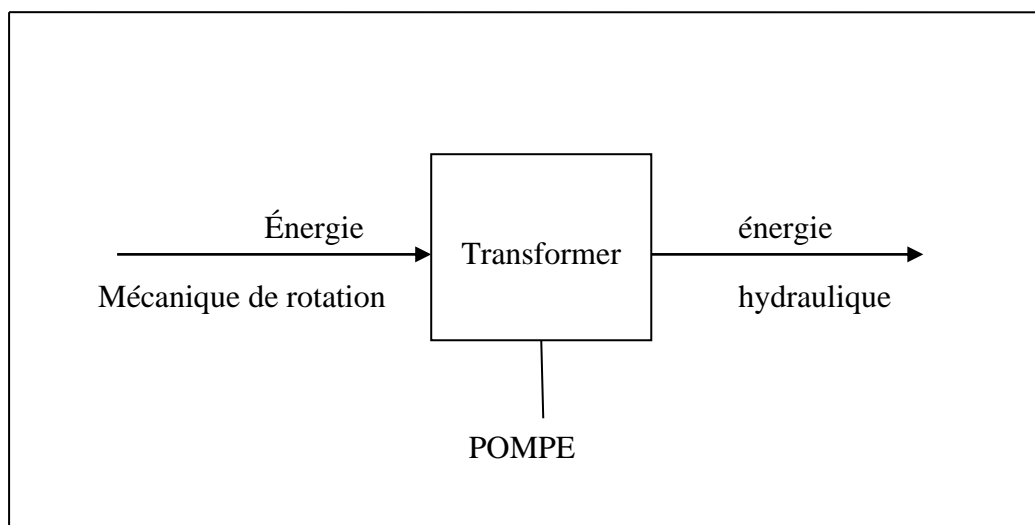 Énergie
Mécanique de rotation
Transformer
énergie
hydraulique
POMPE